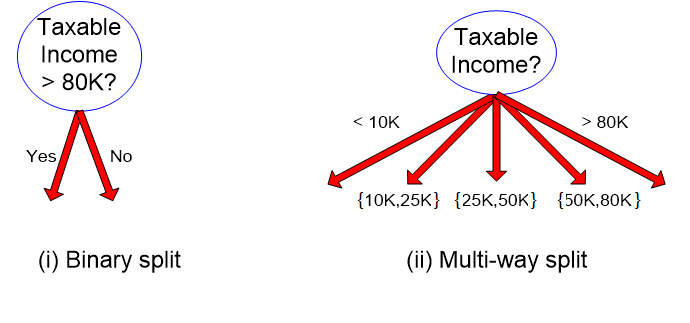 Taxable
Income
> 80K?
Yes
No
(i) Binary split
Taxable
Income?
< 10K
> 80K
{10K,25K}
{25K,50K}
{50K,80K}
(ii) Multi-way split